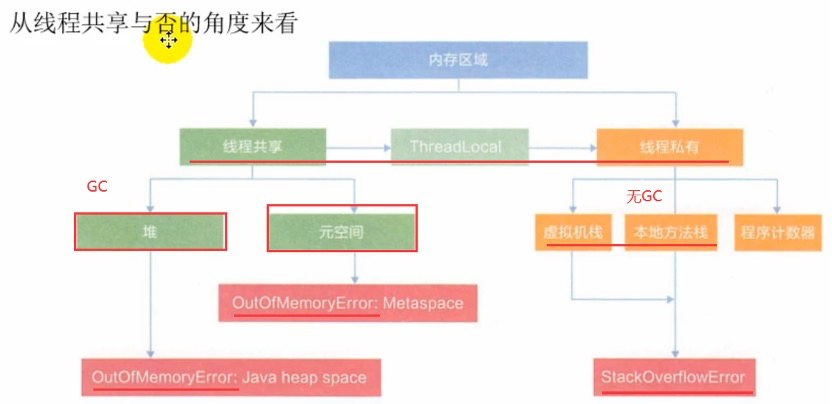 从线程共享与否的角度来看
内存区域
线程共享
ThreadLocal
线程私有
GC
无GC
堆
元空间
虚拟机栈
本地方法栈
程序计数器
OutOfMemoryError: Metaspace
OutOfMemoryError: Java heap space
StackOverflowError